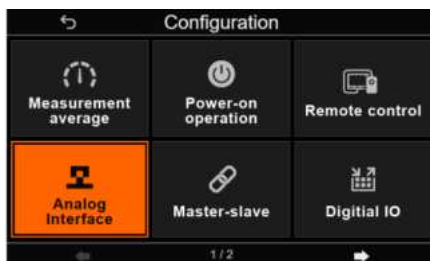 Configuration
Measurement
average
Power-on
operation
Remote control
Analog
Interface
Master-slave
Digitial IO
1/2